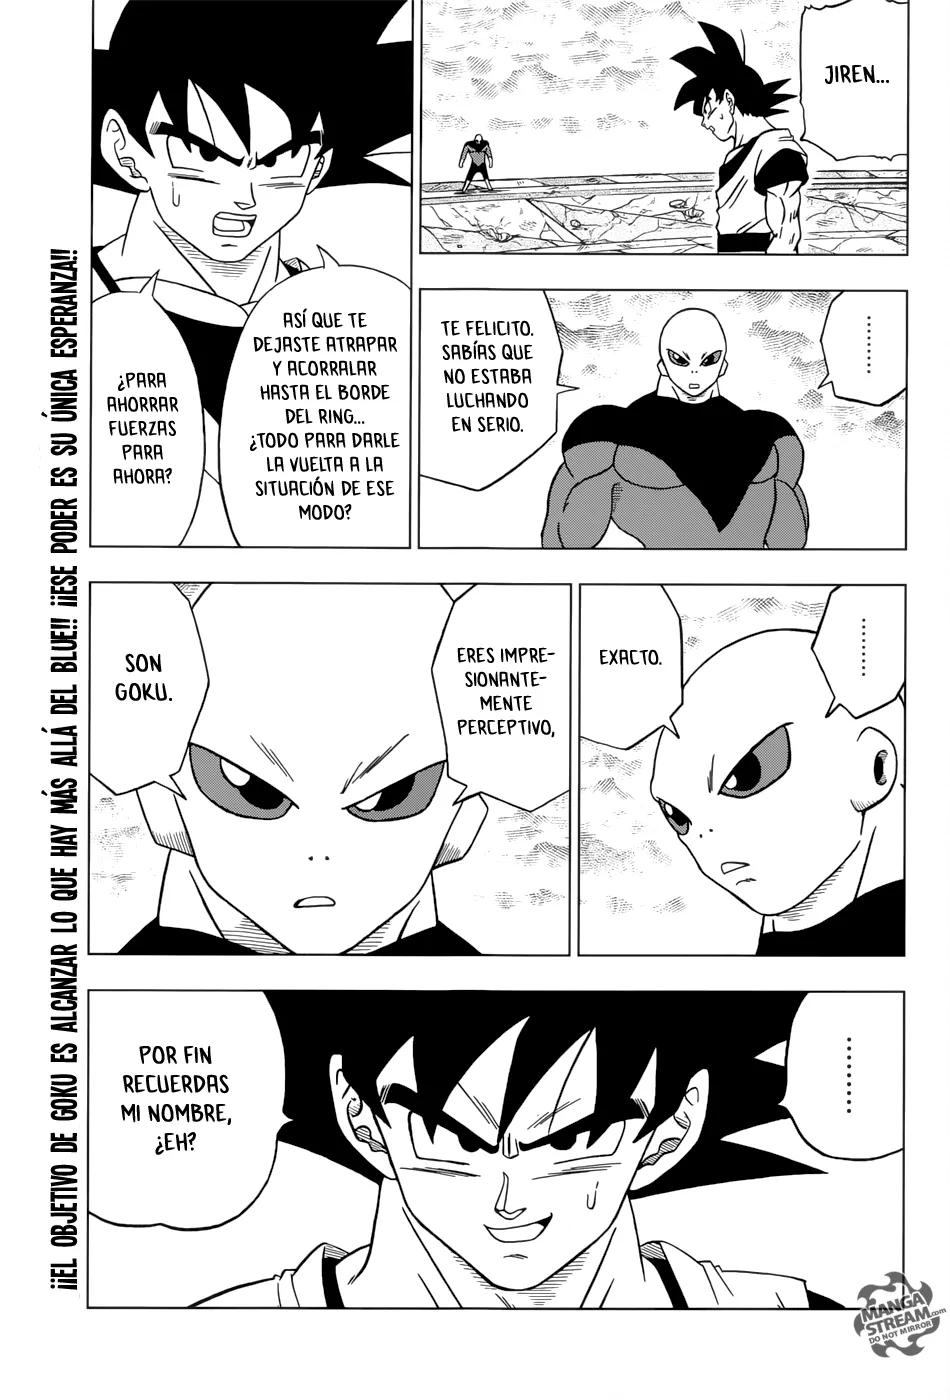 JIREN...
¿PARA
AHORRAR
FUERZAS
PARA
AHORA?
ASÍ QUE TE
DEJASTE ATRAPAR
Y ACORRALAR
HASTA EL BORDE
DEL RING...
¿TODO PARA DARLE
LA VUELTA A LA
SITUACIÓN DE ESE
MODO?
TE FELICITO.
SABÍAS QUE
NO ESTABA
LUCHANDO
EN SERIO.
........
SON
GOKU.
ERES IMPRE-
SIONANTE-
MENTE
PERCEPTIVO,
EXACTO.
........
POR FIN
RECUERDAS
MI NOMBRE,
¿EH?
........
¡¡EL OBJETIVO DE GOKU ES ALCANZAR LO QUE HAY MÁS ALLÁ DEL BLUE!! ¡¡ESE PODER ES SU ÚNICA ESPERANZA!!
MANGA
STREAM.com
DO NOT MIRROR